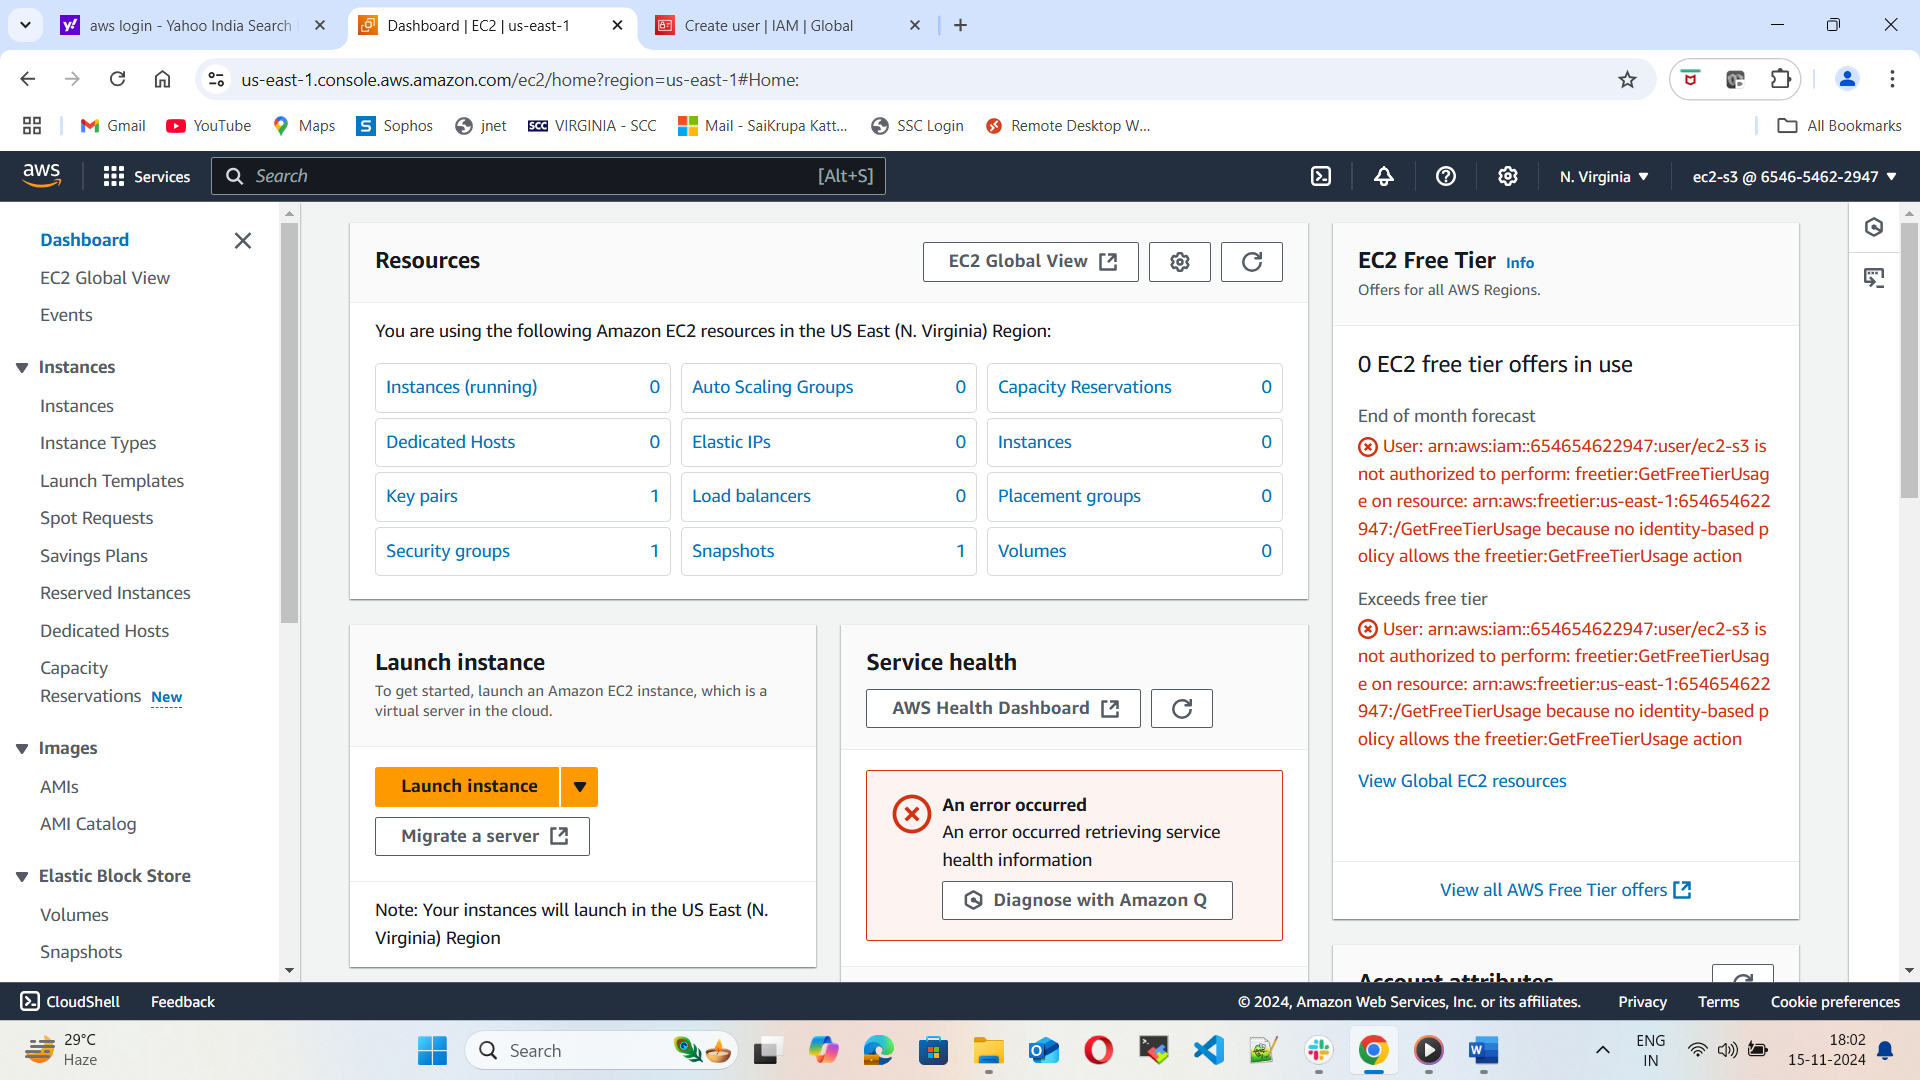 aws login - Yahoo India Search
Dashboard | EC2 | us-east-1
Create user | IAM | Global
us-east-1.console.aws.amazon.com/ec2/home?region=us-east-1#Home:
Gmail
YouTube
Maps
Sophos
jnet
SCC VIRGINIA - SCC
Mail - SaiKrupa Katt...
SSC Login
Remote Desktop W...
All Bookmarks
aws
Services
Search
[Alt+S]
N. Virginia
ec2-s3 @ 6546-5462-2947
Dashboard
EC2 Global View
Events
Instances
Instances
Instance Types
Launch Templates
Spot Requests
Savings Plans
Reserved Instances
Dedicated Hosts
Capacity
Reservations New
Images
AMIs
AMI Catalog
Elastic Block Store
Volumes
Snapshots
Resources
EC2 Global View
You are using the following Amazon EC2 resources in the US East (N. Virginia) Region:
Instances (running) 0
Auto Scaling Groups 0
Capacity Reservations 0
Dedicated Hosts 0
Elastic IPs 0
Instances 0
Key pairs 1
Load balancers 0
Placement groups 0
Security groups 1
Snapshots 1
Volumes 0
Launch instance
To get started, launch an Amazon EC2 instance, which is a
virtual server in the cloud.
Launch instance
Migrate a server
Note: Your instances will launch in the US East (N.
Virginia) Region
Service health
AWS Health Dashboard
An error occurred
An error occurred retrieving service
health information
Diagnose with Amazon Q
EC2 Free Tier Info
Offers for all AWS Regions.
0 EC2 free tier offers in use
End of month forecast
User: arn:aws:iam::654654622947:user/ec2-s3 is
not authorized to perform: freetier:GetFreeTierUsag
e on resource: arn:aws:freetier:us-east-1:654654622
947:/GetFreeTierUsage because no identity-based p
olicy allows the freetier:GetFreeTierUsage action
Exceeds free tier
User: arn:aws:iam::654654622947:user/ec2-s3 is
not authorized to perform: freetier:GetFreeTierUsag
e on resource: arn:aws:freetier:us-east-1:654654622
947:/GetFreeTierUsage because no identity-based p
olicy allows the freetier:GetFreeTierUsage action
View Global EC2 resources
View all AWS Free Tier offers
Account attributes
CloudShell
Feedback
© 2024, Amazon Web Services, Inc. or its affiliates.
Privacy
Terms
Cookie preferences
29°C
Haze
Search
ENG
IN
18:02
15-11-2024